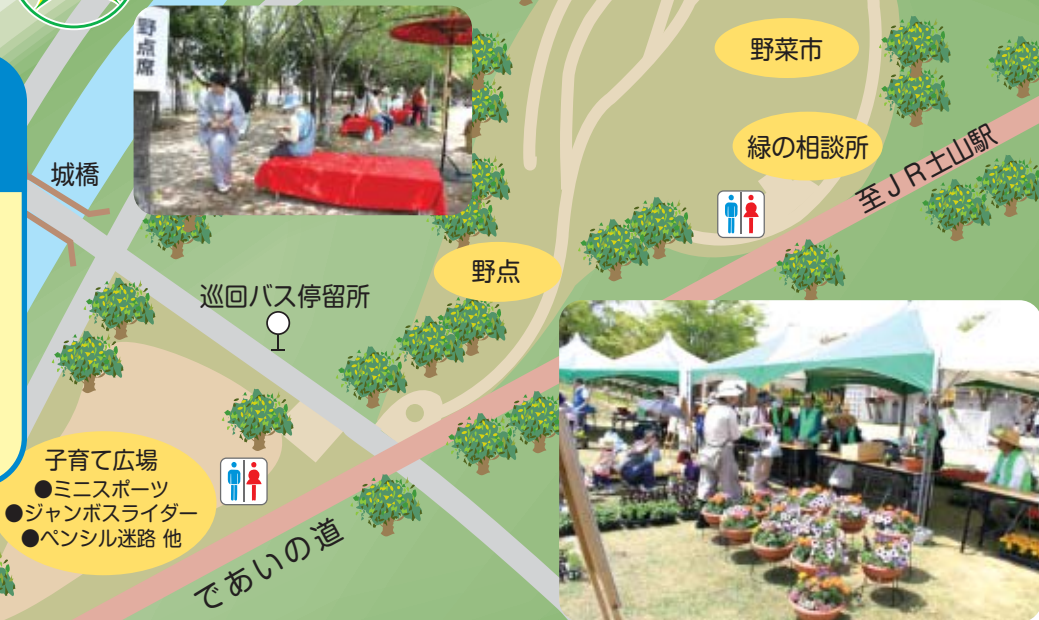 野点席
野菜市
緑の相談所
至JR土山駅
城橋
野点
巡回バス停留所
子育て広場
●ミニスポーツ
●ジャンボスライダー
●ペンシル迷路 他
であいの道